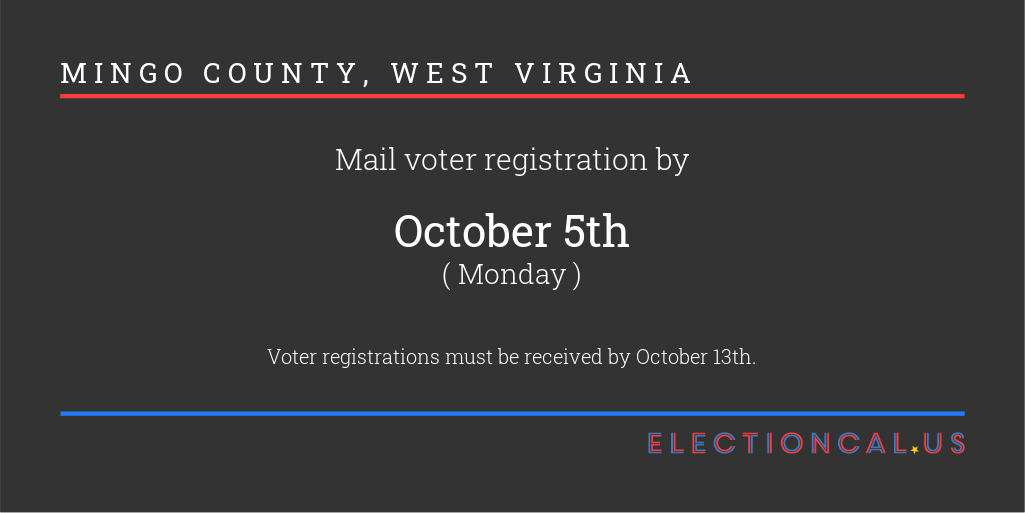 MINGO COUNTY, WEST VIRGINIA
Mail voter registration by
October 5th
( Monday )
Voter registrations must be received by October 13th.
ELECTIONCAL.US